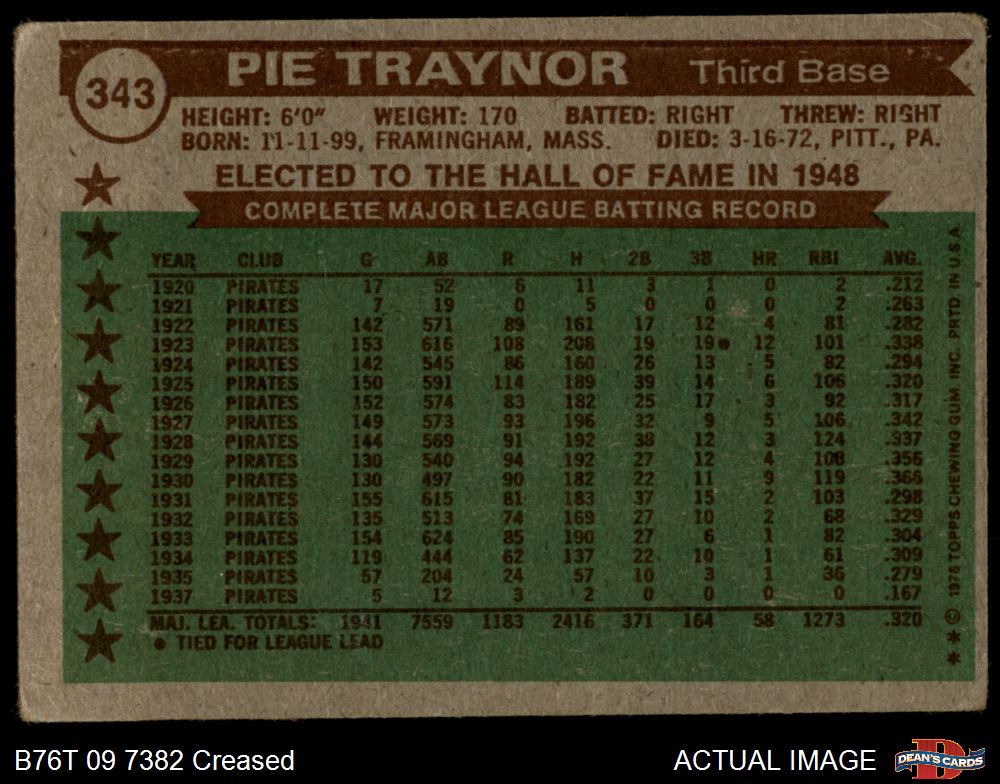 343
PIE TRAYNOR Third Base
HEIGHT: 6'0" WEIGHT: 170 BATTED: RIGHT THREW: RIGHT
BORN: 11-11-99, FRAMINGHAM, MASS. DIED: 3-16-72, PITT., PA.
ELECTED TO THE HALL OF FAME IN 1948
COMPLETE MAJOR LEAGUE BATTING RECORD
YEAR CLUB G AB R H 2B 3B HR RBI AVG.
1920 PIRATES 17 52 6 11 3 1 0 2 .212
1921 PIRATES 7 19 0 5 0 0 0 2 .263
1922 PIRATES 142 571 89 161 17 12 4 81 .282
1923 PIRATES 153 616 108 208 19 19● 12 101 .338
1924 PIRATES 142 545 86 160 26 13 5 82 .294
1925 PIRATES 150 591 114 189 39 14 6 106 .320
1926 PIRATES 152 574 83 182 25 17 3 92 .317
1927 PIRATES 149 573 93 196 32 9 5 106 .342
1928 PIRATES 144 569 91 192 38 12 3 124 .337
1929 PIRATES 130 540 94 192 27 12 4 108 .356
1930 PIRATES 130 497 90 182 22 11 9 119 .366
1931 PIRATES 155 615 81 183 37 15 2 103 .298
1932 PIRATES 135 513 74 169 27 10 2 68 .329
1933 PIRATES 154 624 85 190 27 6 1 82 .304
1934 PIRATES 119 444 62 137 22 10 1 61 .309
1935 PIRATES 57 204 24 57 10 3 1 36 .279
1937 PIRATES 5 12 3 2 0 0 0 0 .167
MAJ. LEA. TOTALS: 1941 7559 1183 2416 371 164 58 1273 .320
● TIED FOR LEAGUE LEAD
** © 1976 TOPPS CHEWING GUM, INC. PRTD. IN U.S.A.
B76T 09 7382 Creased
ACTUAL IMAGE
D
DEAN'S CARDS